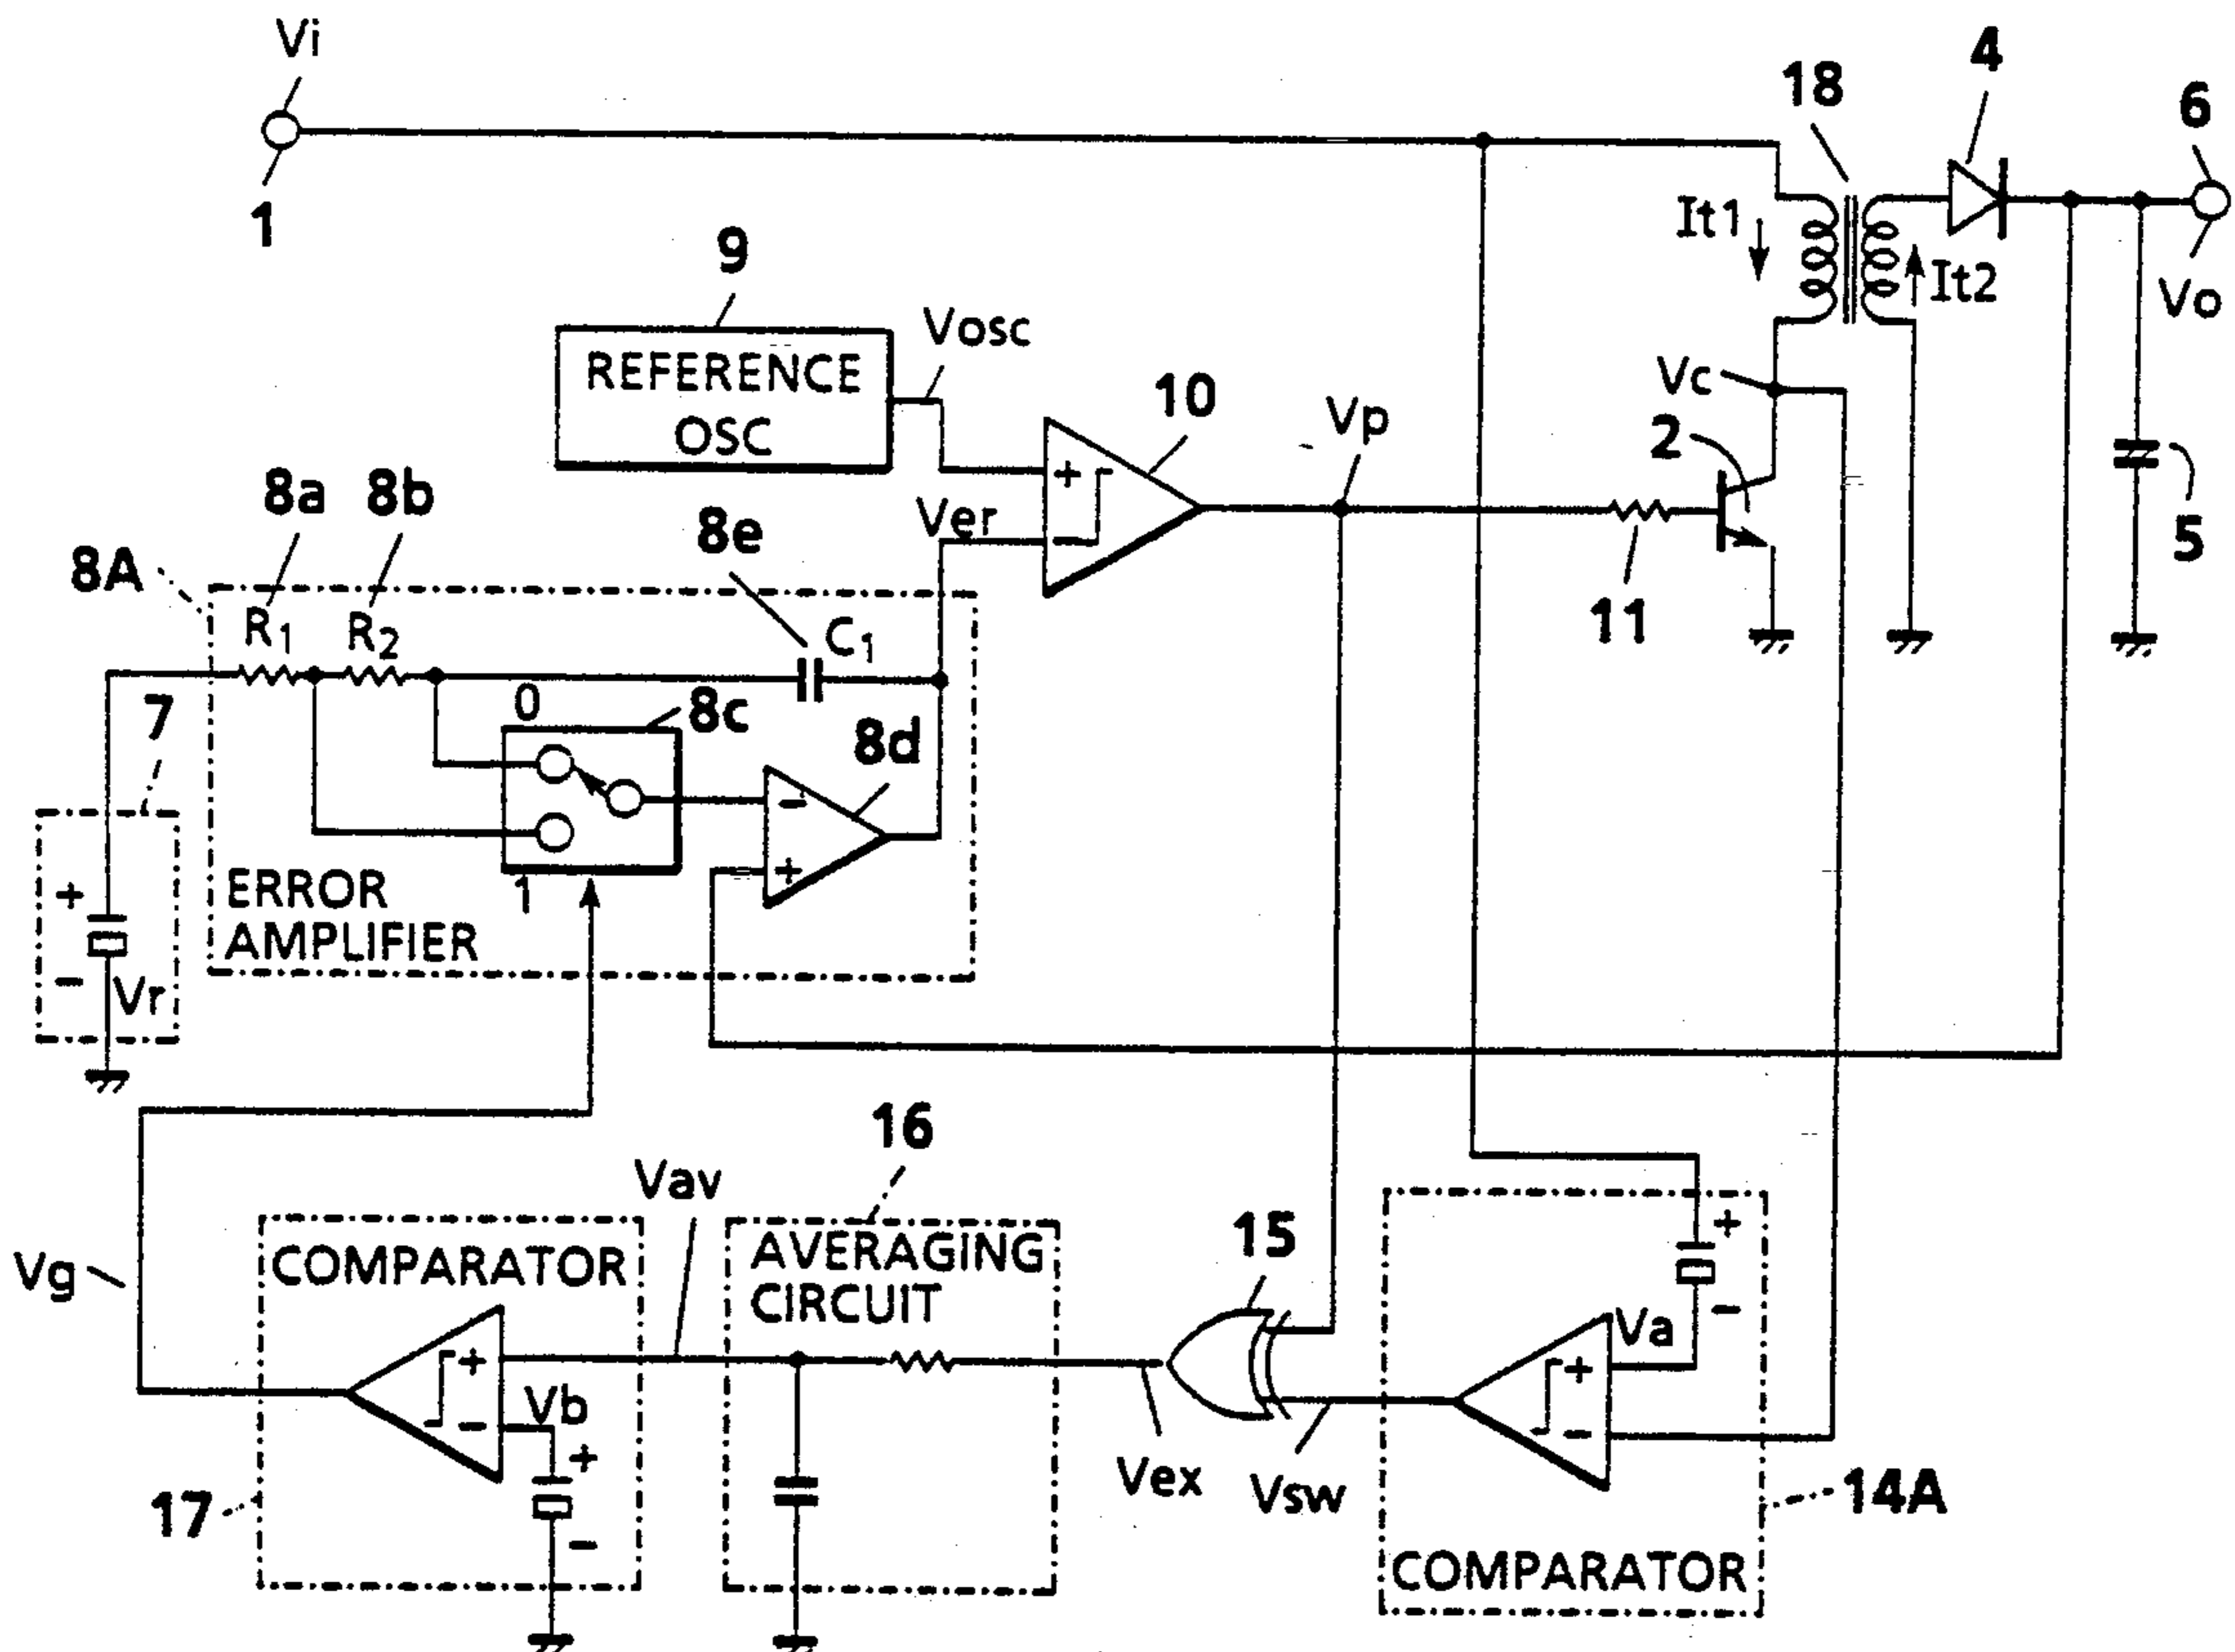 Vi
1
18
4
6
It1
It2
Vo
9
Vosc
REFERENCE
OSC
10
Vp
Vc
2
5
8a
8b
8e
Ver
+
−
11
8A
R1
R2
C1
0
8c
8d
7
−
+
1
ERROR
AMPLIFIER
+
−
Vr
16
Vav
15
Vg
COMPARATOR
AVERAGING
CIRCUIT
+
−
Va
+
−
+
−
Vb
+
−
17
Vex
Vsw
14A
COMPARATOR